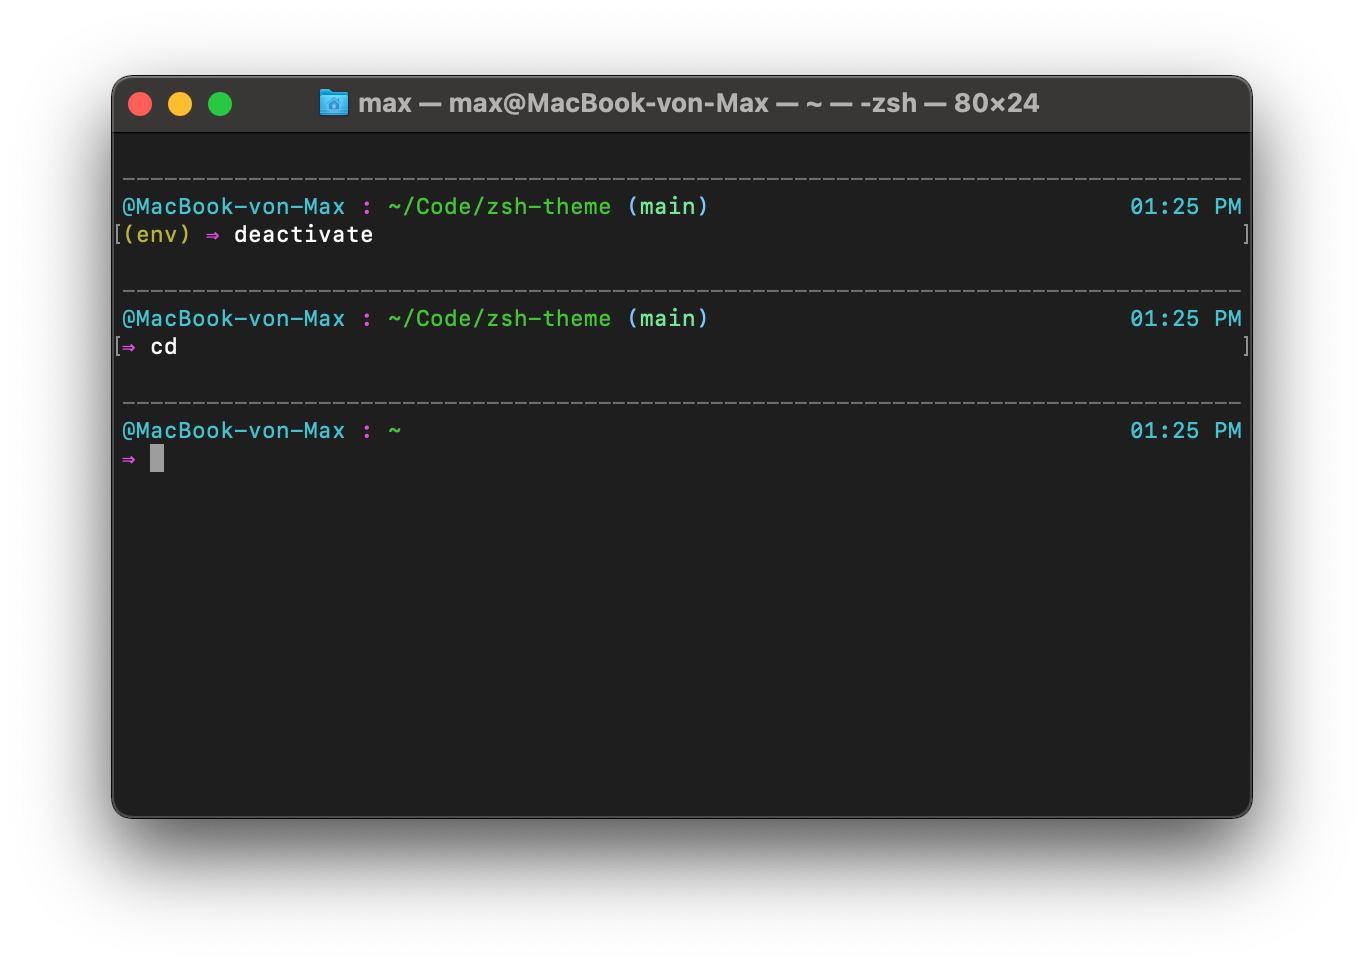 max — max@MacBook-von-Max — ~ — -zsh — 80×24
────────────────────────────────────────────────────────────────────────────────
@MacBook-von-Max : ~/Code/zsh-theme (main) 01:25 PM
[(env) ⇒ deactivate ]
────────────────────────────────────────────────────────────────────────────────
@MacBook-von-Max : ~/Code/zsh-theme (main) 01:25 PM
[⇒ cd ]
────────────────────────────────────────────────────────────────────────────────
@MacBook-von-Max : ~ 01:25 PM
⇒